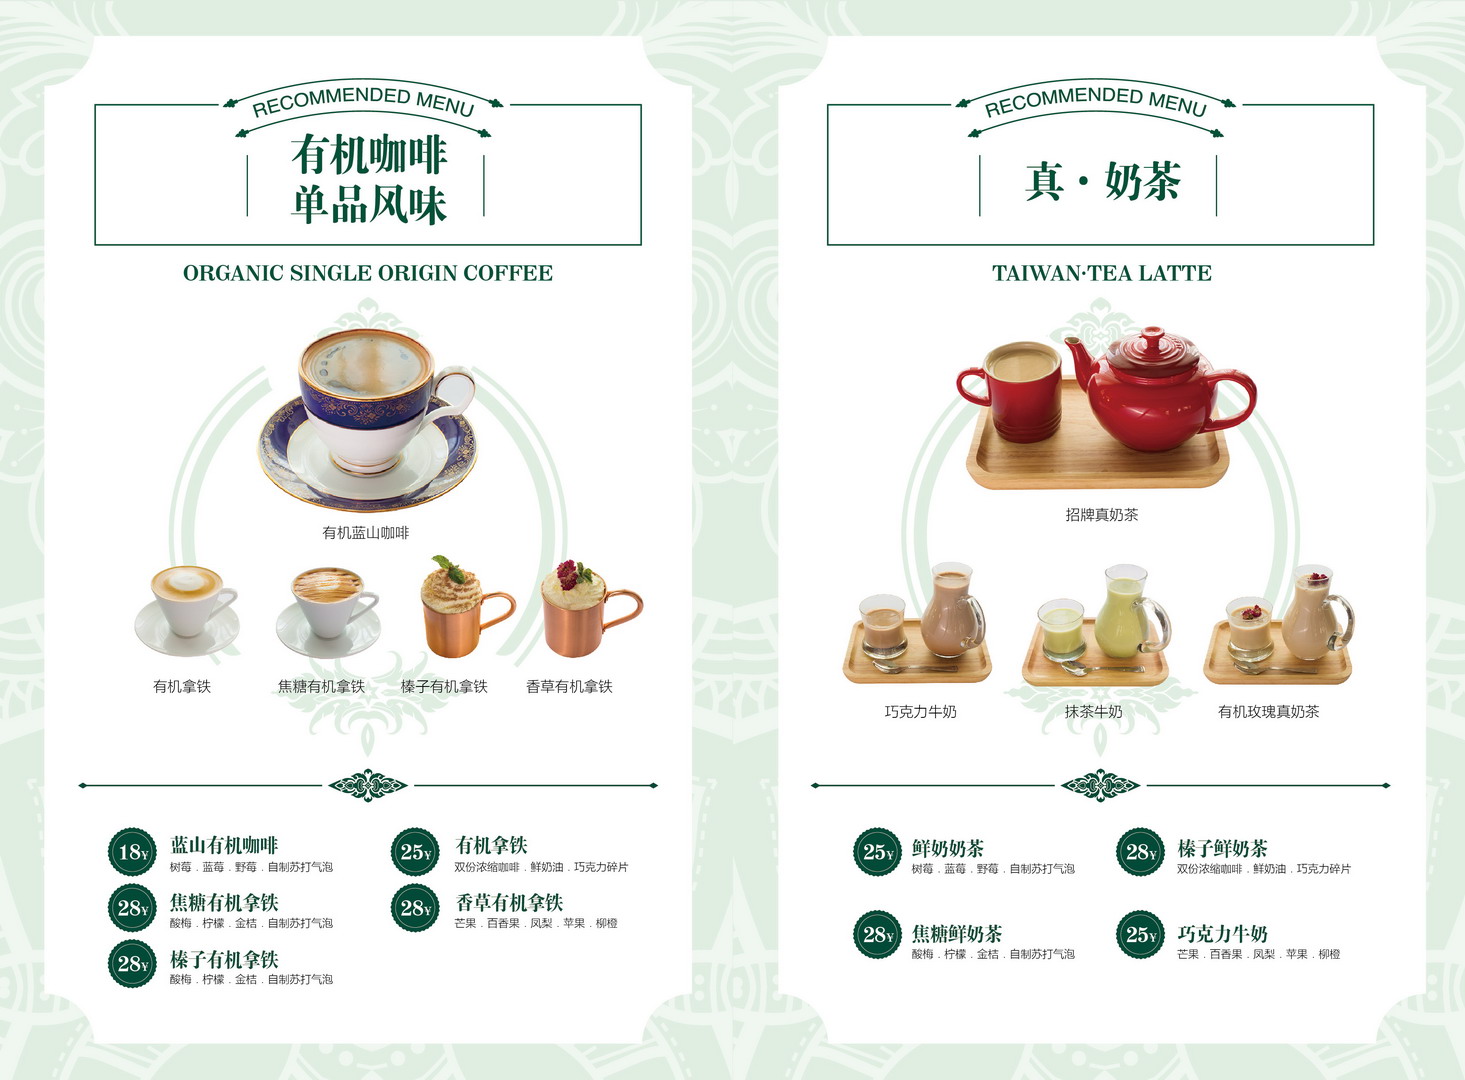 RECOMMENDED MENU
有机咖啡
单品风味
ORGANIC SINGLE ORIGIN COFFEE
有机蓝山咖啡
有机拿铁
焦糖有机拿铁
榛子有机拿铁
香草有机拿铁
18¥
蓝山有机咖啡
树莓 . 蓝莓 . 野莓 . 自制苏打气泡
28¥
焦糖有机拿铁
酸梅 . 柠檬 . 金桔 . 自制苏打气泡
28¥
榛子有机拿铁
酸梅 . 柠檬 . 金桔 . 自制苏打气泡
25¥
有机拿铁
双份浓缩咖啡 . 鲜奶油 . 巧克力碎片
28¥
香草有机拿铁
芒果 . 百香果 . 凤梨 . 苹果 . 柳橙
RECOMMENDED MENU
真·奶茶
TAIWAN·TEA LATTE
招牌真奶茶
巧克力牛奶
抹茶牛奶
有机玫瑰真奶茶
25¥
鲜奶奶茶
树莓 . 蓝莓 . 野莓 . 自制苏打气泡
28¥
焦糖鲜奶茶
酸梅 . 柠檬 . 金桔 . 自制苏打气泡
28¥
榛子鲜奶茶
双份浓缩咖啡 . 鲜奶油 . 巧克力碎片
25¥
巧克力牛奶
芒果 . 百香果 . 凤梨 . 苹果 . 柳橙